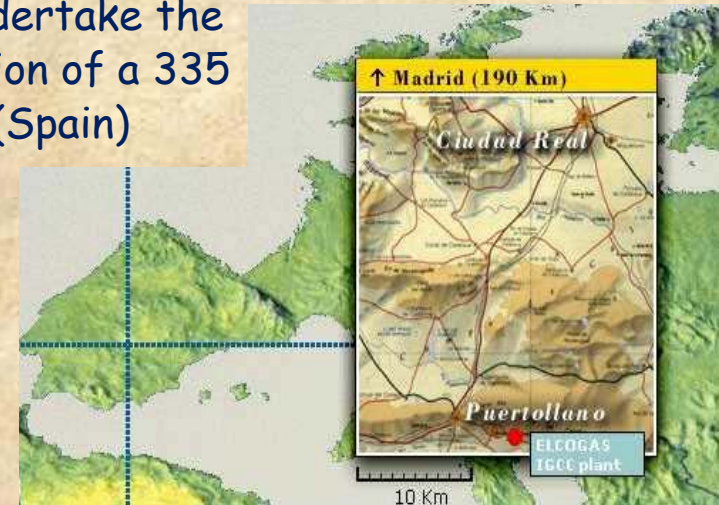 dertake the
ion of a 335
(Spain)
↑ Madrid (190 Km)
Ciudad Real
Puertollano
ELCOGAS
IGCC plant
10 Km